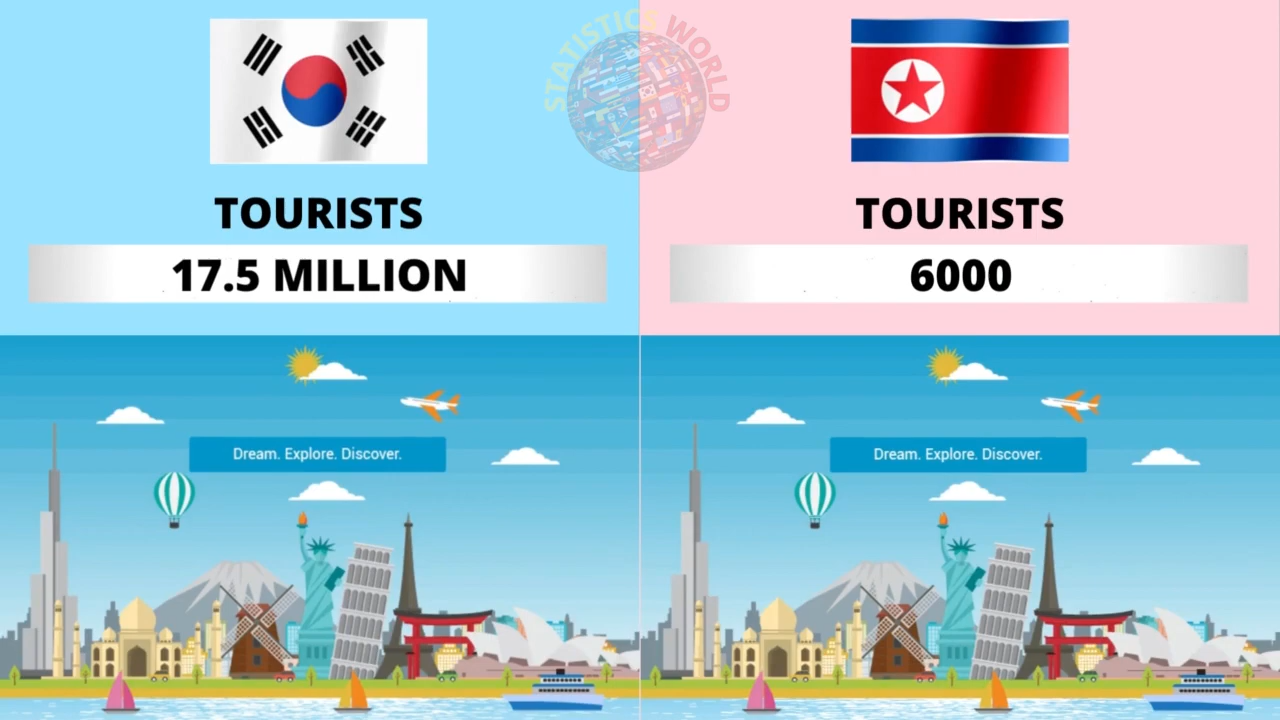 STATISTICS WORLD
TOURISTS
17.5 MILLION
Dream. Explore. Discover.
TOURISTS
6000
Dream. Explore. Discover.